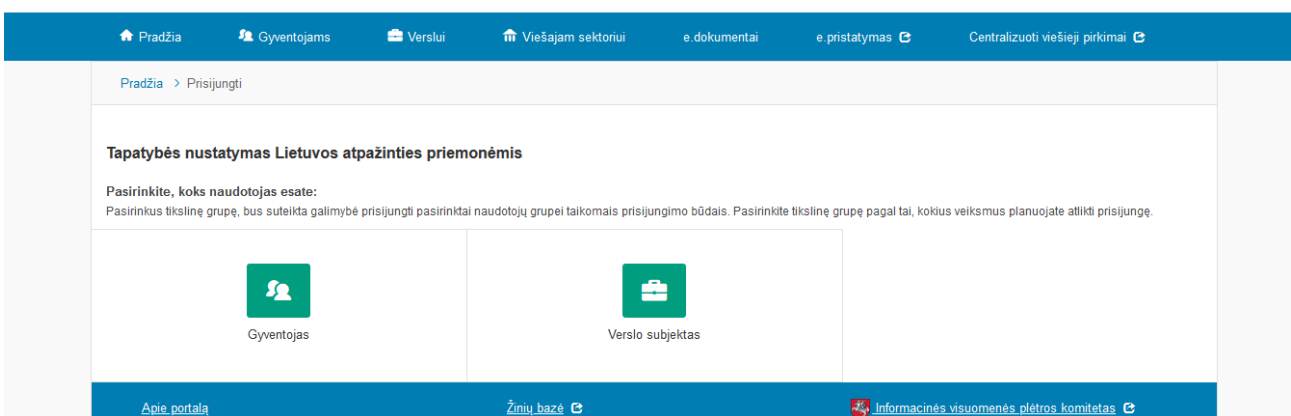 Pradžia Gyventojams Verslui Viešajam sektoriui e.dokumentai e.pristatymas Centralizuoti viešieji pirkimai
Pradžia > Prisijungti
Tapatybės nustatymas Lietuvos atpažinties priemonėmis
Pasirinkite, koks naudotojas esate:
Pasirinkus tikslinę grupę, bus suteikta galimybė prisijungti pasirinktai naudotojų grupei taikomais prisijungimo būdais. Pasirinkite tikslinę grupę pagal tai, kokius veiksmus planuojate atlikti prisijungę.
Gyventojas Verslo subjektas
Apie portalą Žinių bazė Informacinės visuomenės plėtros komitetas